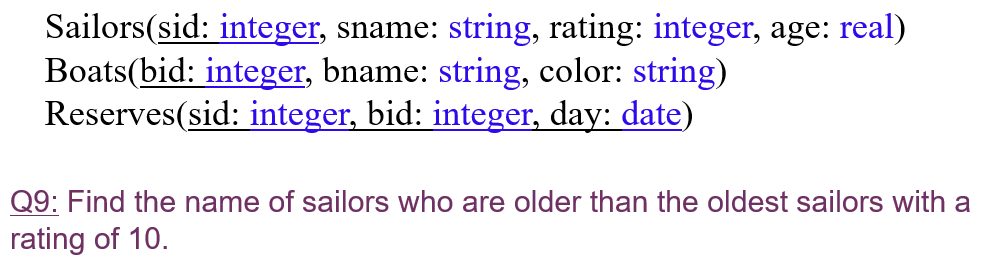 Sailors(sid: integer, sname: string, rating: integer, age: real)
Boats(bid: integer, bname: string, color: string)
Reserves(sid: integer, bid: integer, day: date)
Q9: Find the name of sailors who are older than the oldest sailors with a
rating of 10.